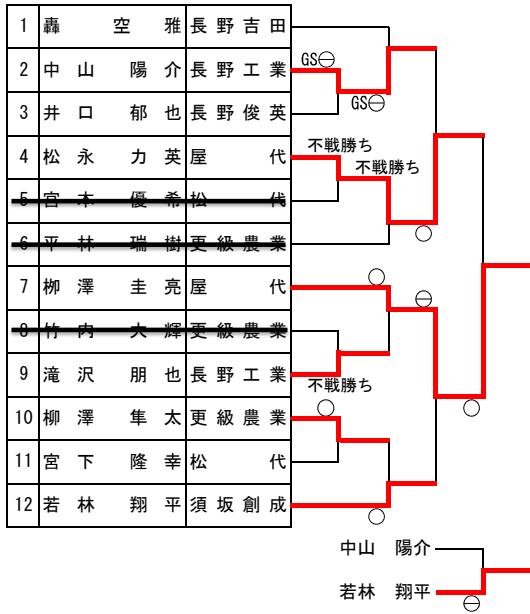 1 轟 空雅 長野吉田
GS⊖
2 中山 陽介 長野工業
GS⊖
3 井口 郁也 長野俊英
不戦勝ち
4 松永 力英 屋代
不戦勝ち
5 宮本 優希 松代
6 平林 瑞樹 更級農業
○
7 柳澤 圭亮 屋代
○
⊖
8 竹内 大輝 更級農業
9 滝沢 朋也 長野工業
不戦勝ち
○
○
10 柳澤 隼太 更級農業
11 宮下 隆幸 松代
12 若林 翔平 須坂創成
○
中山 陽介
若林 翔平
⊖